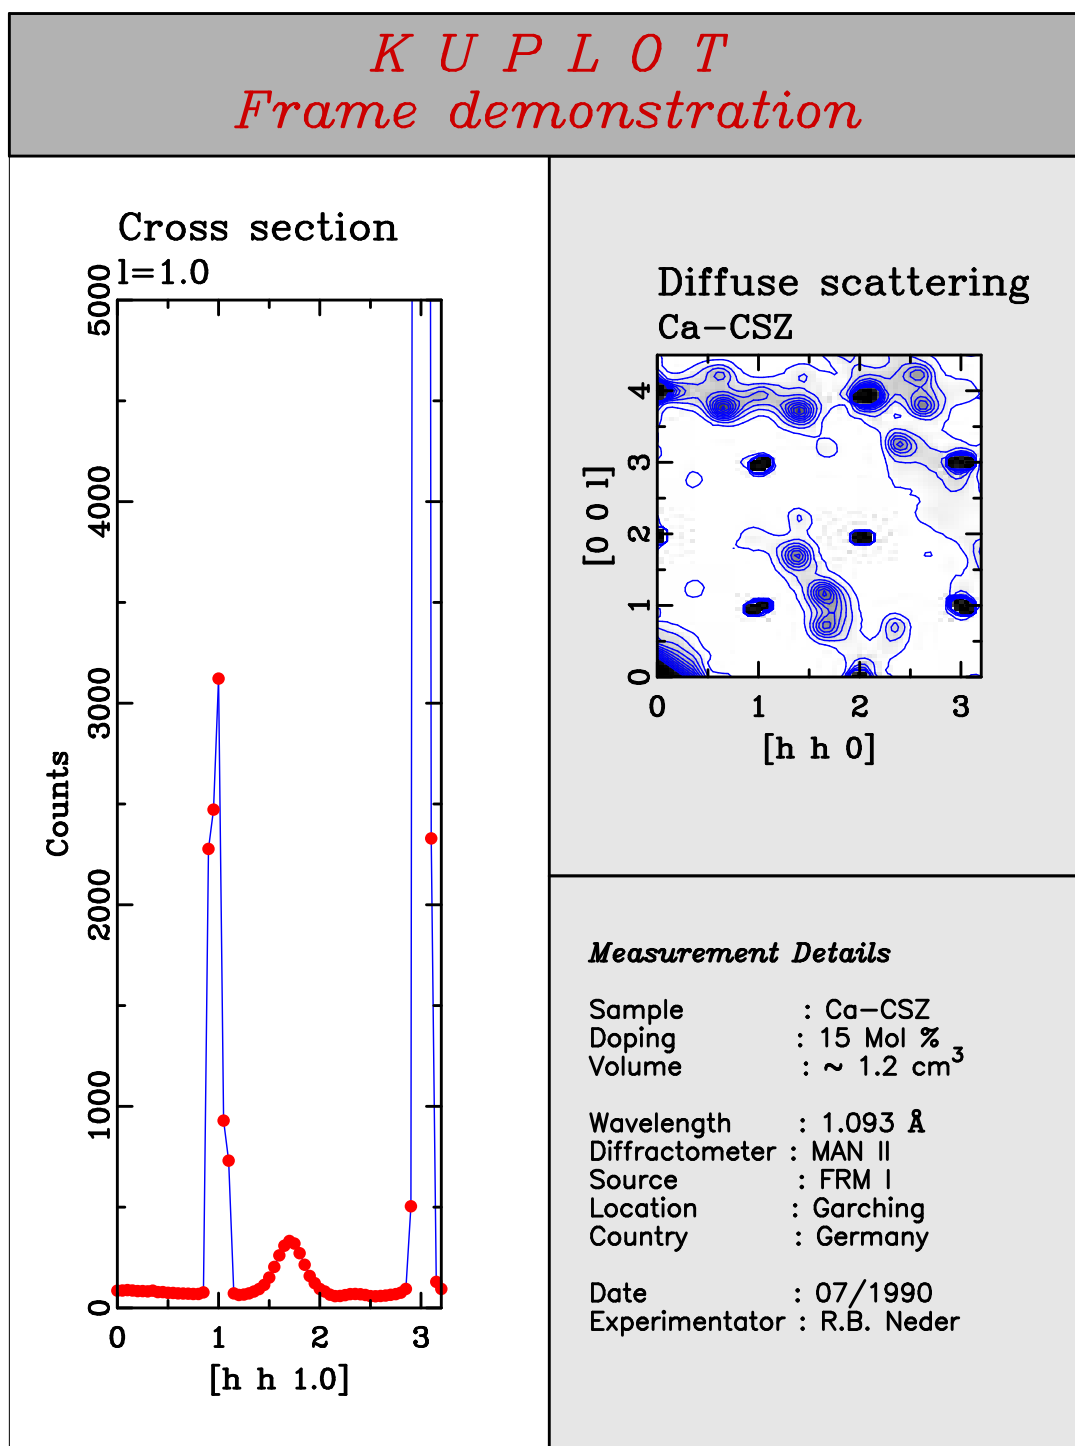 K U P L O T
Frame demonstration
Cross section
l=1.0
5000
4000
3000
2000
1000
0
Counts
0 1 2 3
[h h 1.0]
Diffuse scattering
Ca-CSZ
4
3
2
1
0
[0 0 l]
0 1 2 3
[h h 0]
Measurement Details
Sample : Ca-CSZ
Doping : 15 Mol %
Volume : ~ 1.2 cm³
Wavelength : 1.093 Å
Diffractometer : MAN II
Source : FRM I
Location : Garching
Country : Germany
Date : 07/1990
Experimentator : R.B. Neder